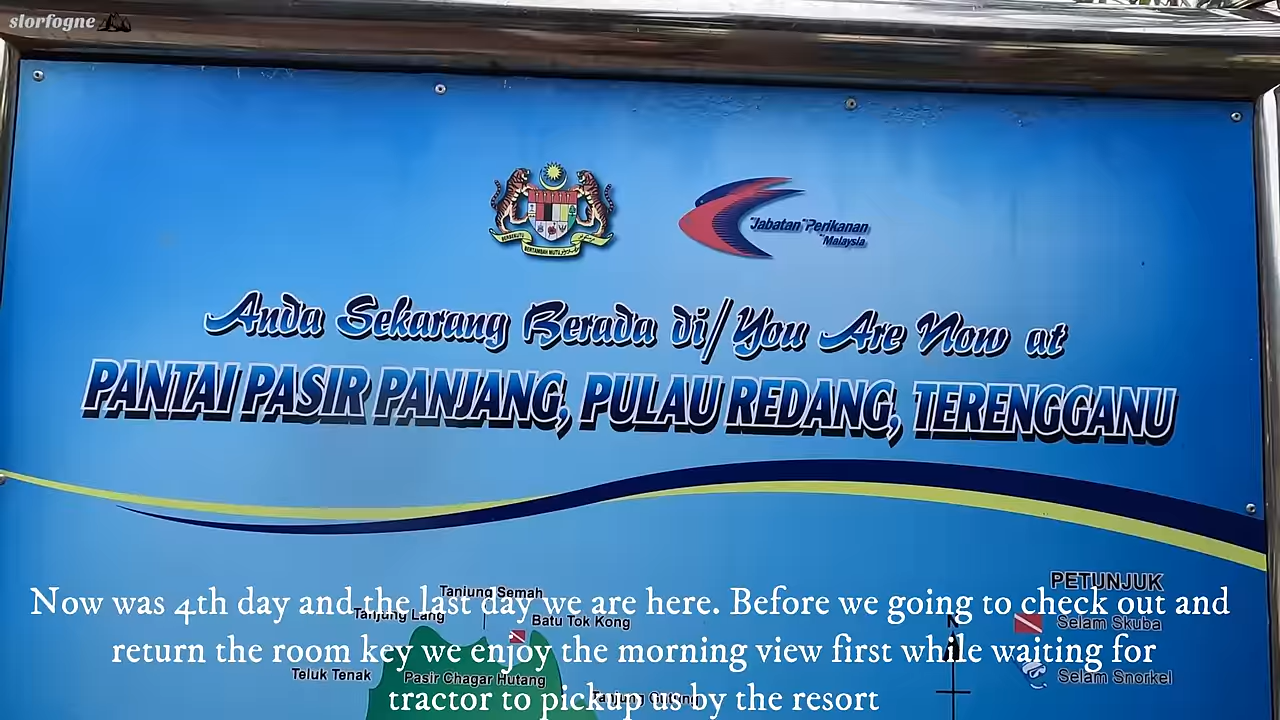 slorfogne
BERSEKUTU
BERTAMBAH MUTU
Jabatan Perikanan
Malaysia
Anda Sekarang Berada di/You Are Now at
PANTAI PASIR PANJANG, PULAU REDANG, TERENGGANU
Tanjung Semah
Tanjung Lang
Batu Tok Kong
Teluk Tenak
Pasir Chagar Hutang
PETUNJUK
Selam Skuba
Selam Snorkel
N
Now was 4th day and the last day we are here. Before we going to check out and
return the room key we enjoy the morning view first while waiting for
tractor to pickup us by the resort